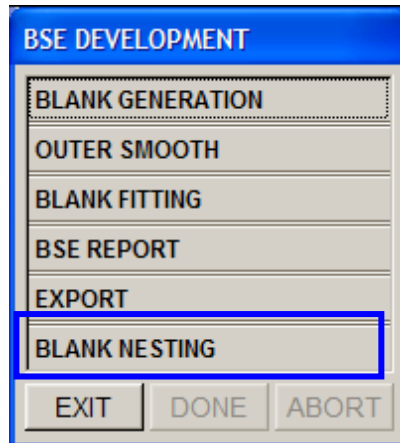 BSE DEVELOPMENT
BLANK GENERATION
OUTER SMOOTH
BLANK FITTING
BSE REPORT
EXPORT
BLANK NESTING
EXIT DONE ABORT